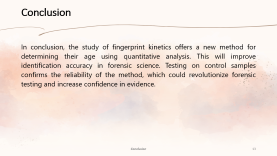 Conclusion
In conclusion, the study of fingerprint kinetics offers a new method for
determining their age using quantitative analysis. This will improve
identification accuracy in forensic science. Testing on control samples
confirms the reliability of the method, which could revolutionize forensic
testing and increase confidence in evidence.
Conclusion